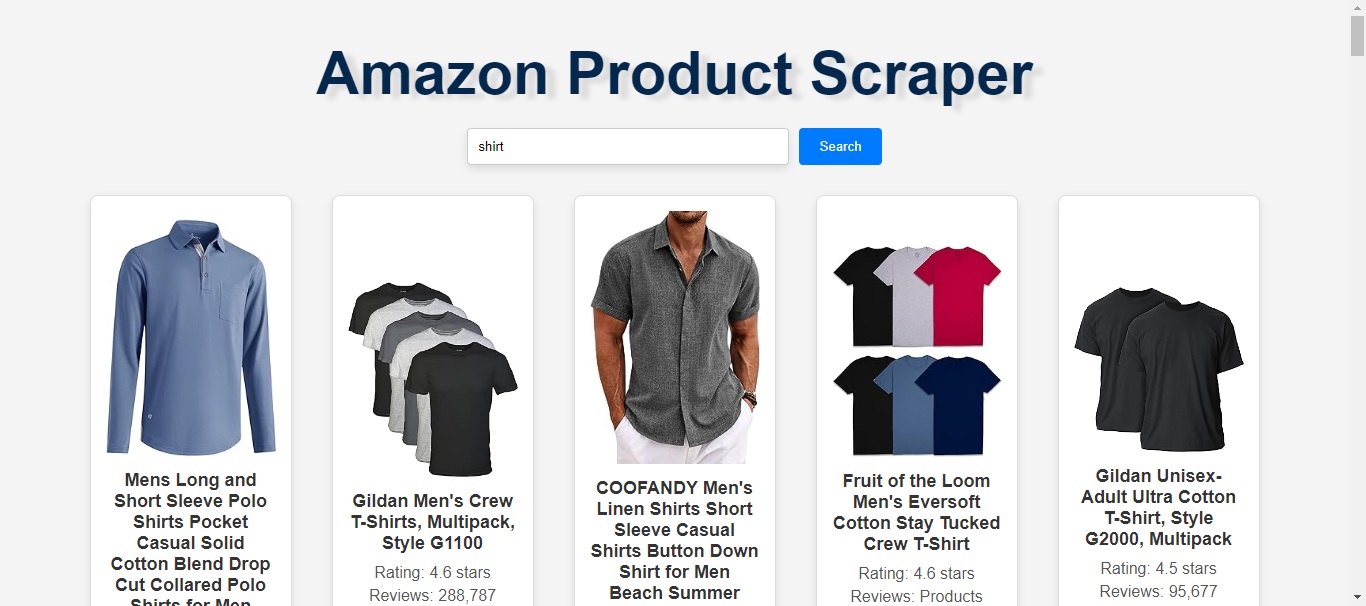 Amazon Product Scraper
shirt
Search
Mens Long and
Short Sleeve Polo
Shirts Pocket
Casual Solid
Cotton Blend Drop
Cut Collared Polo
Shirts for Men
Gildan Men's Crew
T-Shirts, Multipack,
Style G1100
Rating: 4.6 stars
Reviews: 288,787
COOFANDY Men's
Linen Shirts Short
Sleeve Casual
Shirts Button Down
Shirt for Men
Beach Summer
Fruit of the Loom
Men's Eversoft
Cotton Stay Tucked
Crew T-Shirt
Rating: 4.6 stars
Reviews: Products
Gildan Unisex-
Adult Ultra Cotton
T-Shirt, Style
G2000, Multipack
Rating: 4.5 stars
Reviews: 95,677